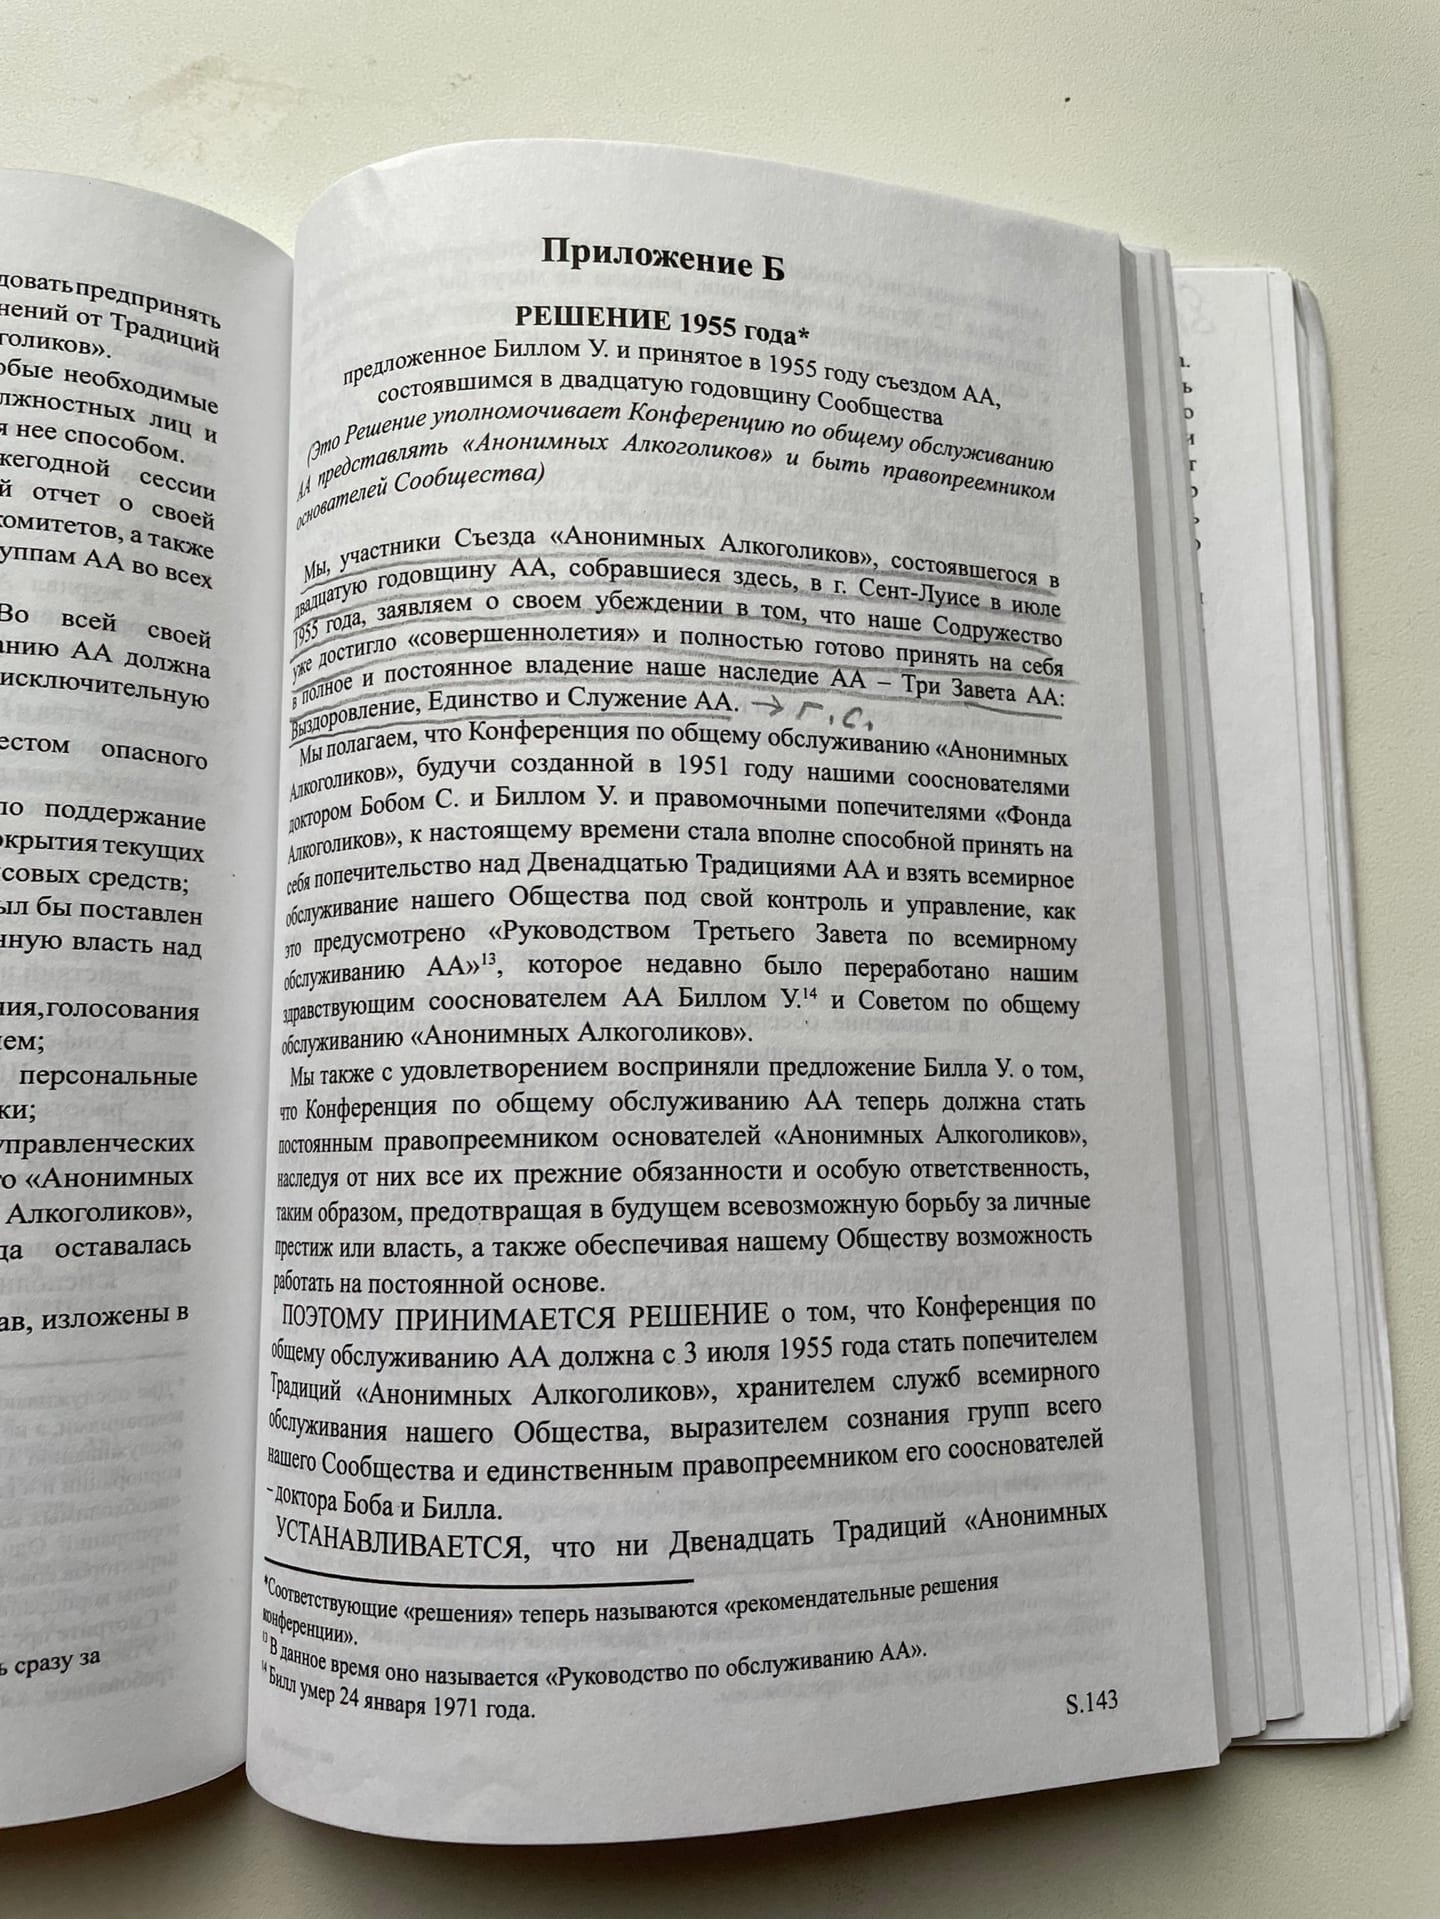 довать предпринять
нений от Традиций
голиков».
обые необходимые
лжностных лиц и
я нее способом.
жегодной сессии
й отчет о своей
комитетов, а также
уппам АА во всех
Во всей своей
анию АА должна
исключительную
естом опасного
ло поддержание
окрытия текущих
совых средств;
ыл бы поставлен
нную власть над
ния, голосования
ем;
персональные
ки;
управленческих
о «Анонимных
Алкоголиков»,
да оставалась
ав, изложены в
ь сразу за
Приложение Б
РЕШЕНИЕ 1955 года*
предложенное Биллом У. и принятое в 1955 году съездом АА,
состоявшимся в двадцатую годовщину Сообщества
(Это Решение уполномочивает Конференцию по общему обслуживанию
АА представлять «Анонимных Алкоголиков» и быть правопреемником
основателей Сообщества)
Мы, участники Съезда «Анонимных Алкоголиков», состоявшегося в
двадцатую годовщину АА, собравшиеся здесь, в г. Сент-Луисе в июле
1955 года, заявляем о своем убеждении в том, что наше Содружество
уже достигло «совершеннолетия» и полностью готово принять на себя
в полное и постоянное владение наше наследие АА – Три Завета АА:
Выздоровление, Единство и Служение АА. → г.с.
Мы полагаем, что Конференция по общему обслуживанию «Анонимных
Алкоголиков», будучи созданной в 1951 году нашими сооснователями
доктором Бобом С. и Биллом У. и правомочными попечителями «Фонда
Алкоголиков», к настоящему времени стала вполне способной принять на
себя попечительство над Двенадцатью Традициями АА и взять всемирное
обслуживание нашего Общества под свой контроль и управление, как
это предусмотрено «Руководством Третьего Завета по всемирному
обслуживанию АА»¹³, которое недавно было переработано нашим
здравствующим сооснователем АА Биллом У.¹⁴ и Советом по общему
обслуживанию «Анонимных Алкоголиков».
Мы также с удовлетворением восприняли предложение Билла У. о том,
что Конференция по общему обслуживанию АА теперь должна стать
постоянным правопреемником основателей «Анонимных Алкоголиков»,
наследуя от них все их прежние обязанности и особую ответственность,
таким образом, предотвращая в будущем всевозможную борьбу за личные
престиж или власть, а также обеспечивая нашему Обществу возможность
работать на постоянной основе.
ПОЭТОМУ ПРИНИМАЕТСЯ РЕШЕНИЕ о том, что Конференция по
общему обслуживанию АА должна с 3 июля 1955 года стать попечителем
Традиций «Анонимных Алкоголиков», хранителем служб всемирного
обслуживания нашего Общества, выразителем сознания групп всего
нашего Сообщества и единственным правопреемником его сооснователей
– доктора Боба и Билла.
УСТАНАВЛИВАЕТСЯ, что ни Двенадцать Традиций «Анонимных
*Соответствующие «решения» теперь называются «рекомендательные решения
конференции».
¹³ В данное время оно называется «Руководство по обслуживанию АА».
¹⁴ Билл умер 24 января 1971 года.
S.143